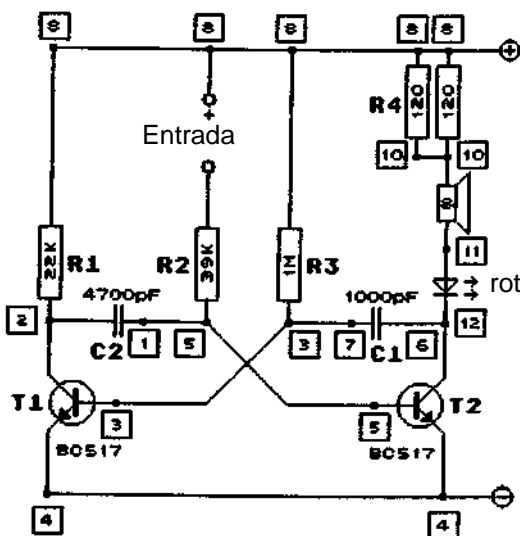 8 8 8 8 8
+
R4 120 120
+
Entrada
10 10
8
11
22K R1 R2 39K 1M R3
rot
4700pF 1000pF
2 12
C2 1 5 3 7 C1 6
T1 T2
3 5
BC517 BC517
4 4